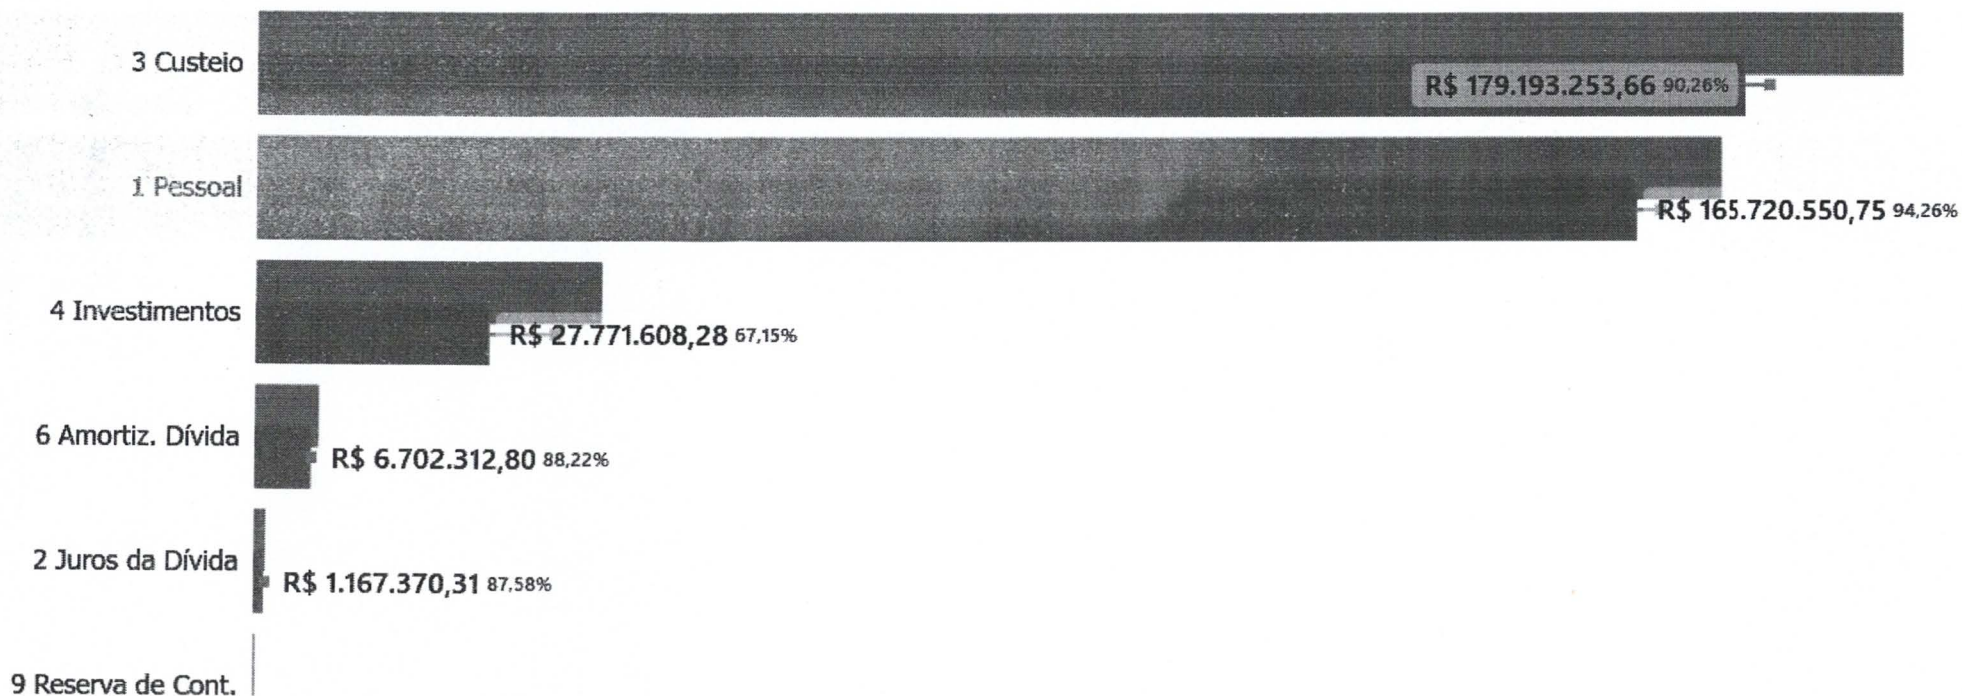 3 Custeio
R$ 179.193.253,66 90,26%
1 Pessoal
R$ 165.720.550,75 94,26%
4 Investimentos
R$ 27.771.608,28 67,15%
6 Amortiz. Dívida
R$ 6.702.312,80 88,22%
2 Juros da Dívida
R$ 1.167.370,31 87,58%
9 Reserva de Cont.